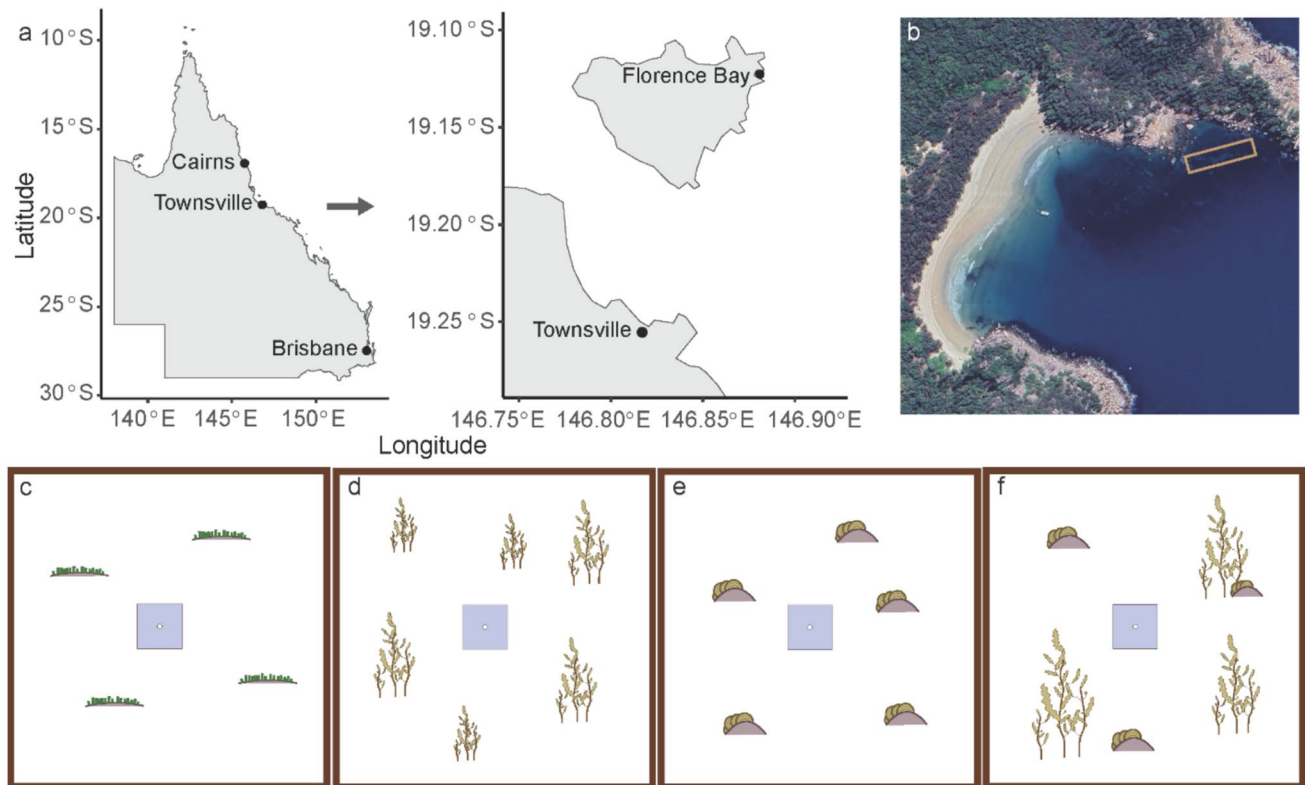 a
Latitude
10°S
15°S
20°S
25°S
30°S
140°E
145°E
150°E
Cairns
Townsville
Brisbane
19.10°S
19.15°S
19.20°S
19.25°S
146.75°E
146.80°E
146.85°E
146.90°E
Florence Bay
Townsville
Longitude
b
c
d
e
f